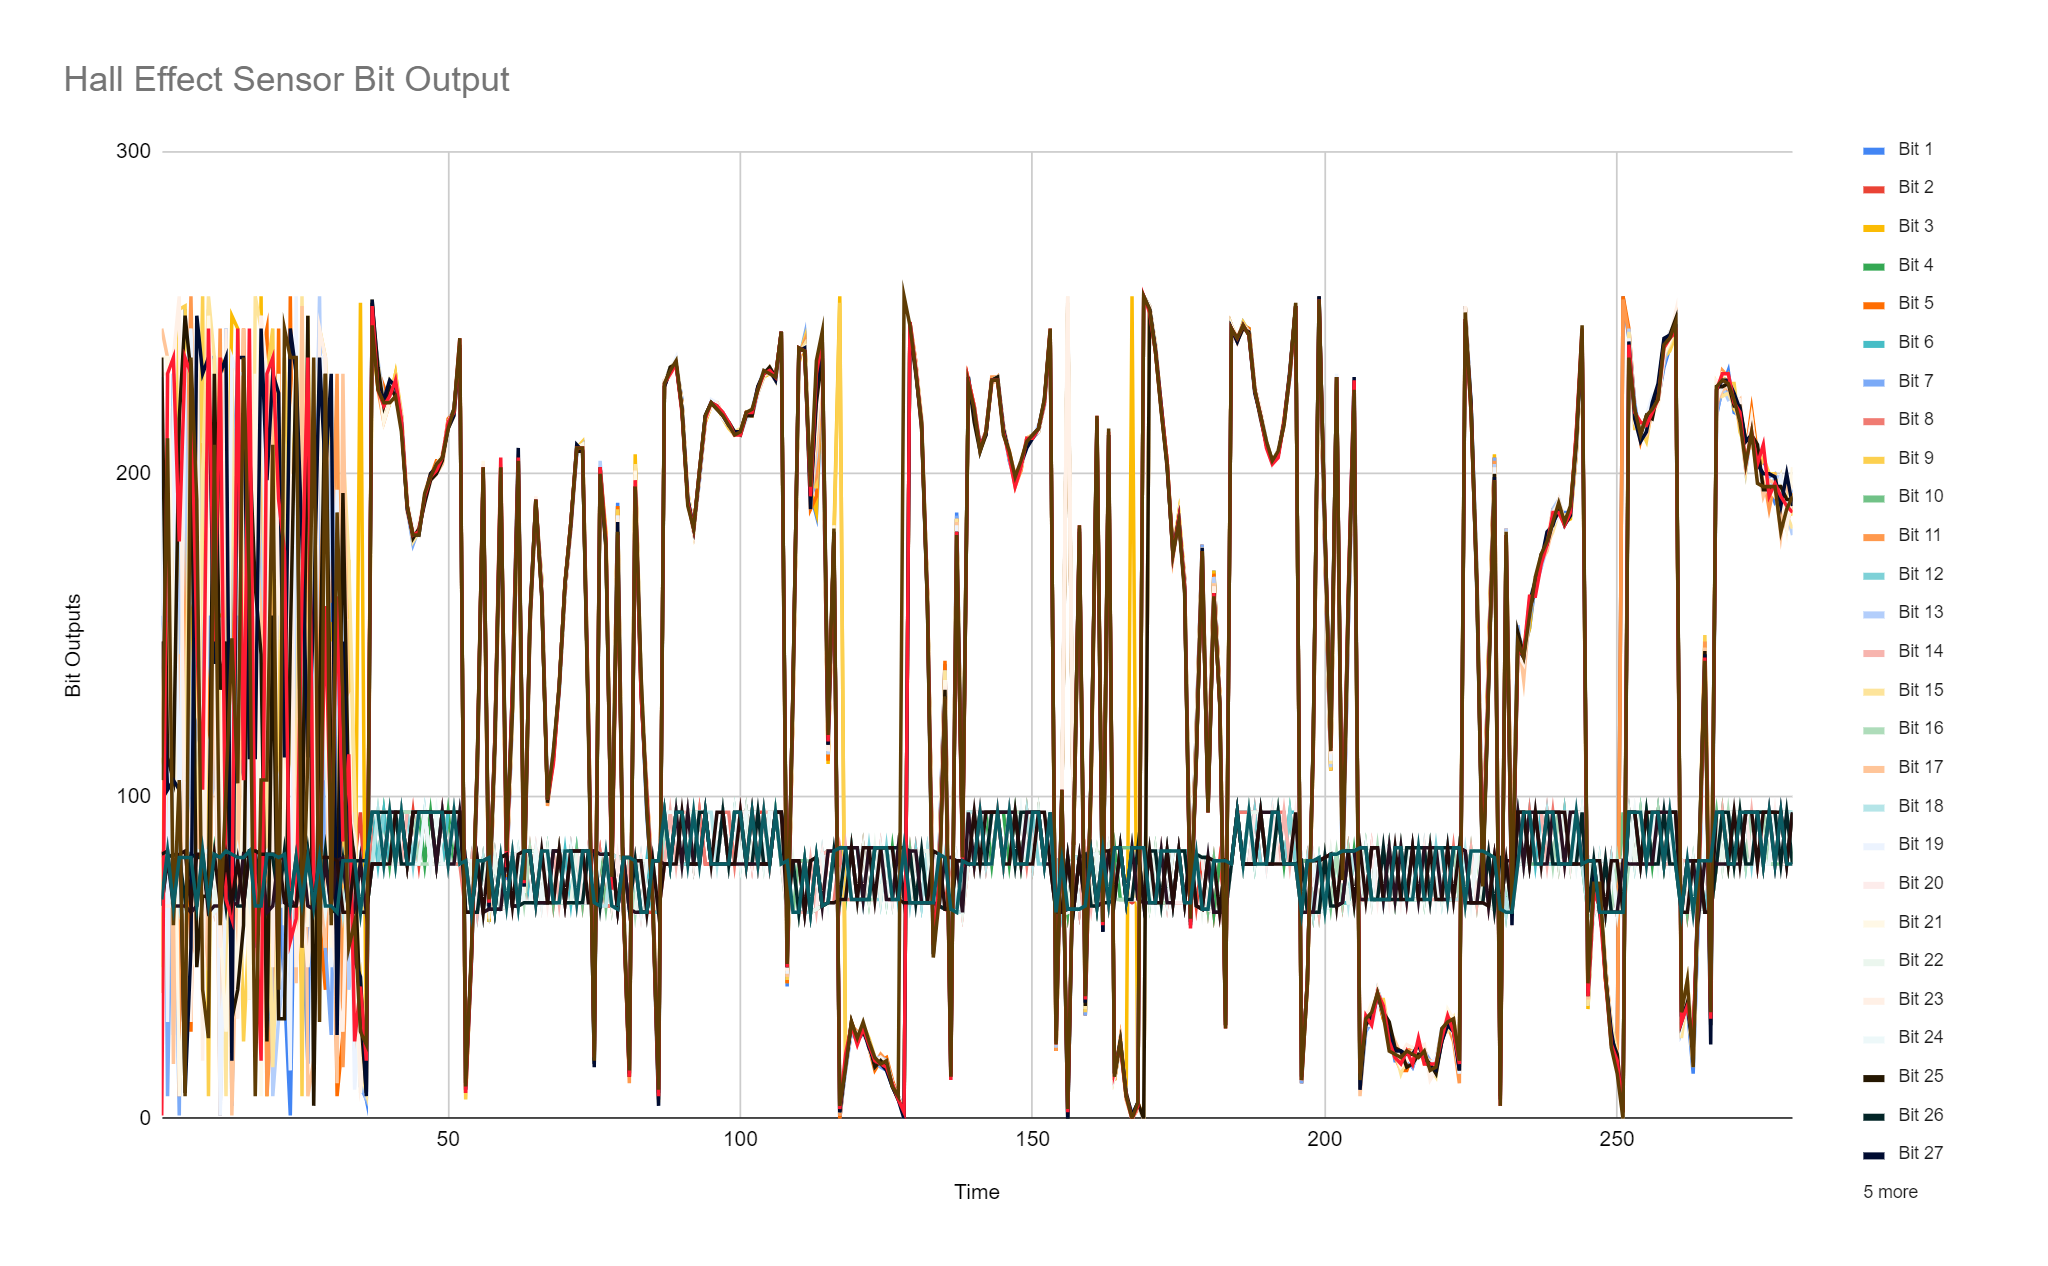 Hall Effect Sensor Bit Output
300
200
100
0
Bit Outputs
50
100
150
200
250
Time
Bit 1
Bit 2
Bit 3
Bit 4
Bit 5
Bit 6
Bit 7
Bit 8
Bit 9
Bit 10
Bit 11
Bit 12
Bit 13
Bit 14
Bit 15
Bit 16
Bit 17
Bit 18
Bit 19
Bit 20
Bit 21
Bit 22
Bit 23
Bit 24
Bit 25
Bit 26
Bit 27
5 more